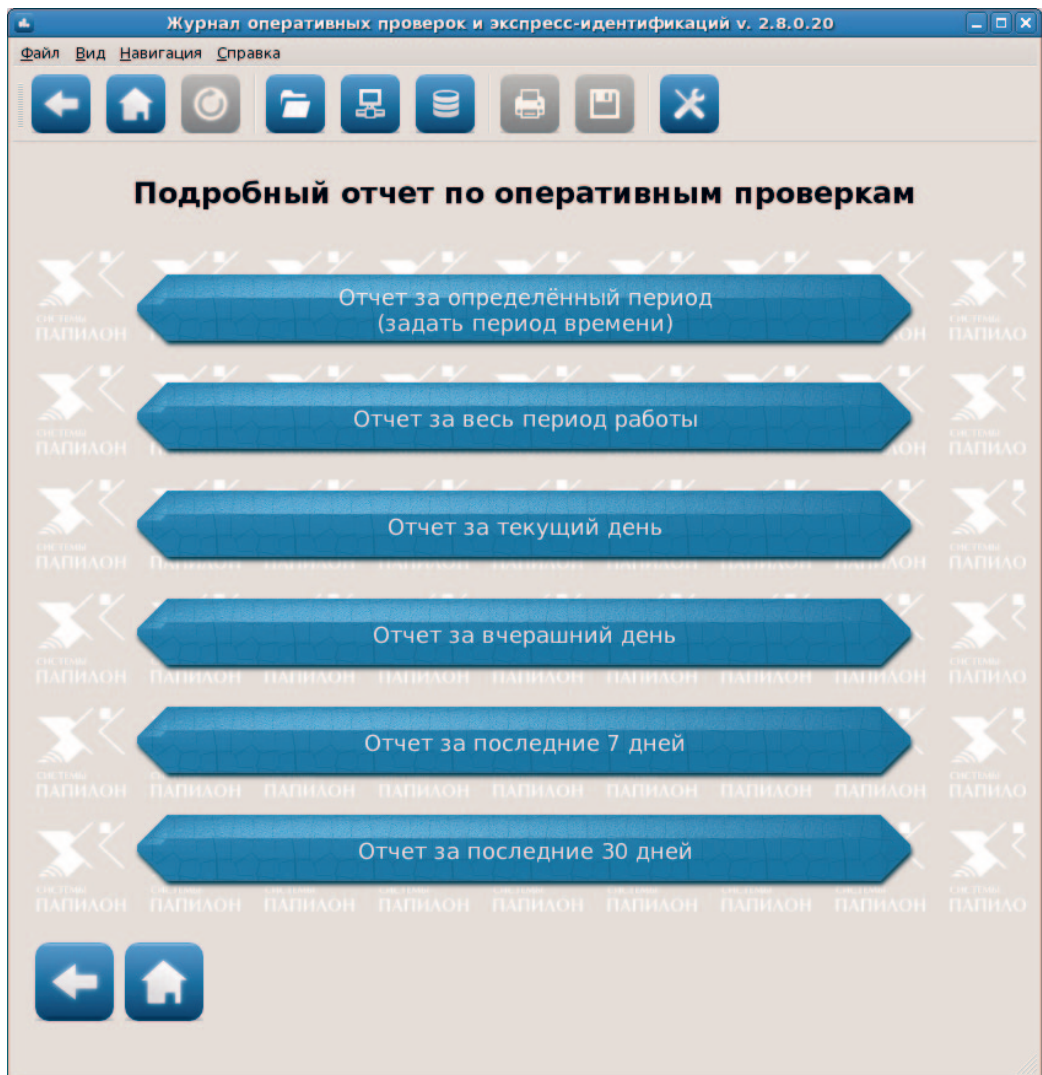 Журнал оперативных проверок и экспресс-идентификаций v. 2.8.0.20
Файл Вид Навигация Справка
Подробный отчет по оперативным проверкам
Отчет за определённый период
(задать период времени)
Отчет за весь период работы
Отчет за текущий день
Отчет за вчерашний день
Отчет за последние 7 дней
Отчет за последние 30 дней
СИСТЕМЫ
ПАПИЛОН